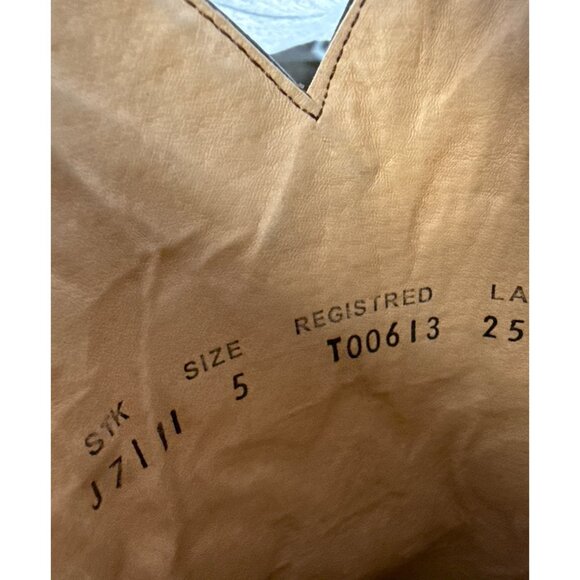 STK SIZE REGISTRED LA
J7111 5 T00613 25